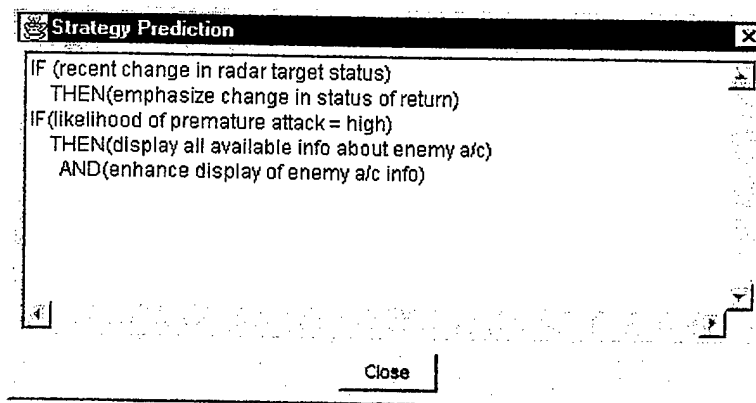 Strategy Prediction
IF (recent change in radar target status)
THEN(emphasize change in status of return)
IF(likelihood of premature attack = high)
THEN(display all available info about enemy a/c)
AND(enhance display of enemy a/c info)
Close